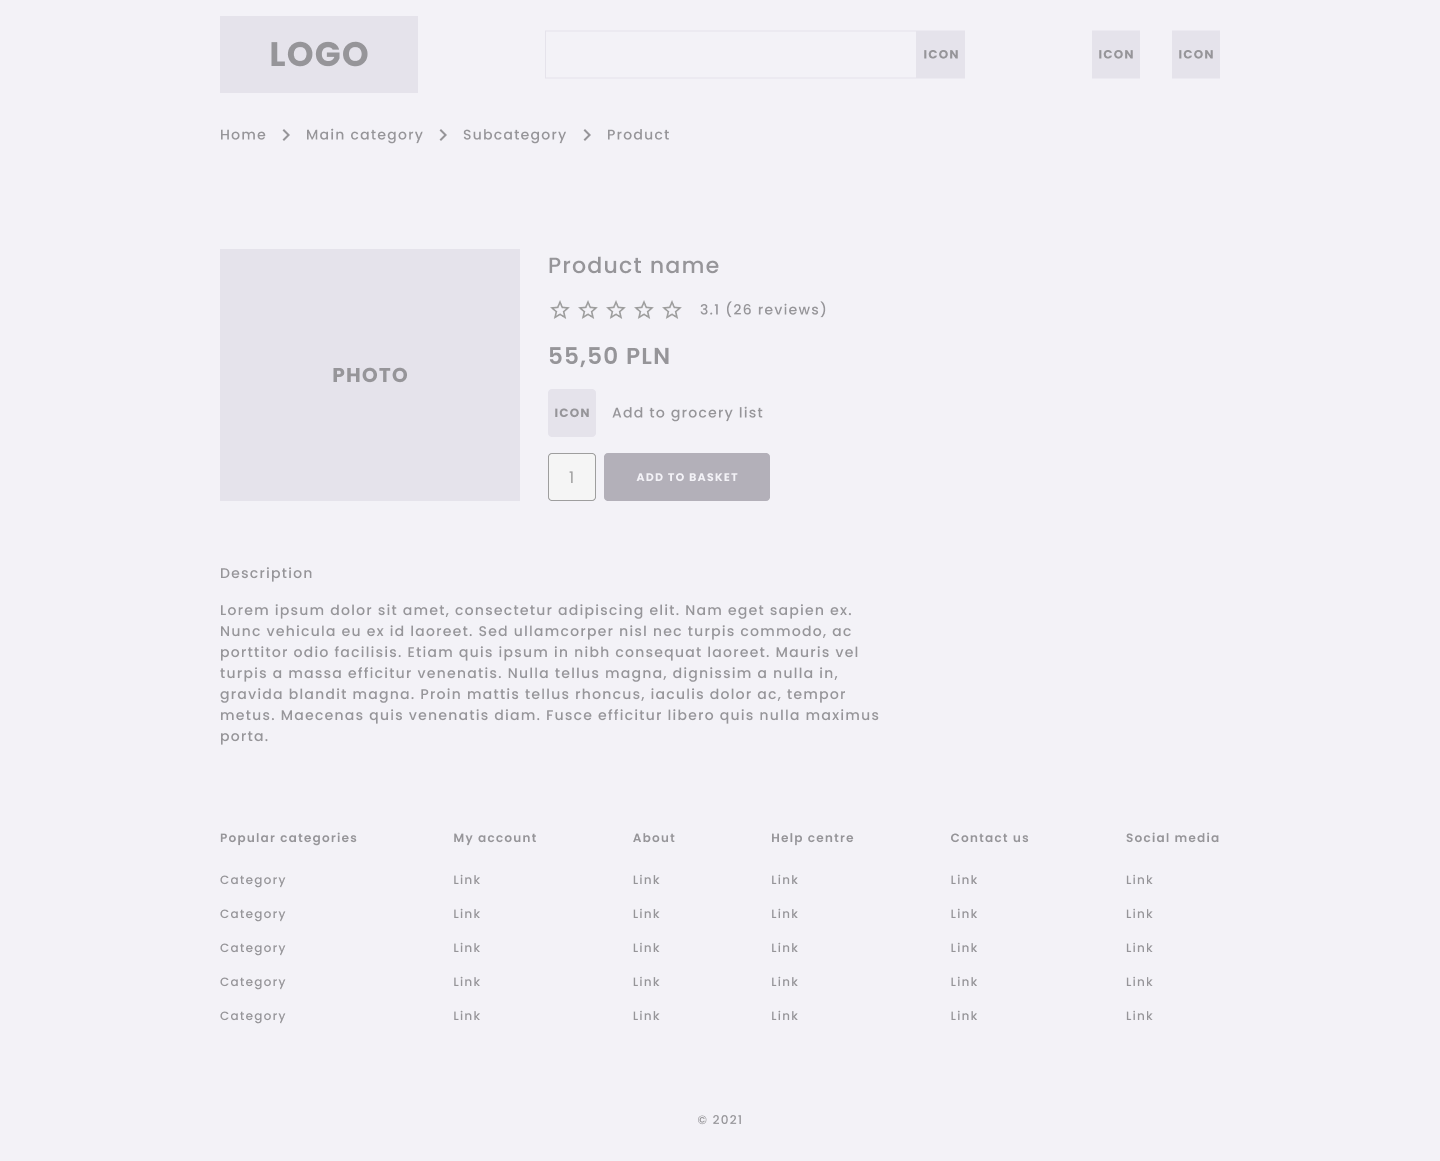 LOGO
ICON
ICON
ICON
Home > Main category > Subcategory > Product
PHOTO
Product name
3.1 (26 reviews)
55,50 PLN
ICON
Add to grocery list
1
ADD TO BASKET
Description
Lorem ipsum dolor sit amet, consectetur adipiscing elit. Nam eget sapien ex.
Nunc vehicula eu ex id laoreet. Sed ullamcorper nisl nec turpis commodo, ac
porttitor odio facilisis. Etiam quis ipsum in nibh consequat laoreet. Mauris vel
turpis a massa efficitur venenatis. Nulla tellus magna, dignissim a nulla in,
gravida blandit magna. Proin mattis tellus rhoncus, iaculis dolor ac, tempor
metus. Maecenas quis venenatis diam. Fusce efficitur libero quis nulla maximus
porta.
Popular categories
Category
Category
Category
Category
Category
My account
Link
Link
Link
Link
Link
About
Link
Link
Link
Link
Link
Help centre
Link
Link
Link
Link
Link
Contact us
Link
Link
Link
Link
Link
Social media
Link
Link
Link
Link
Link
© 2021